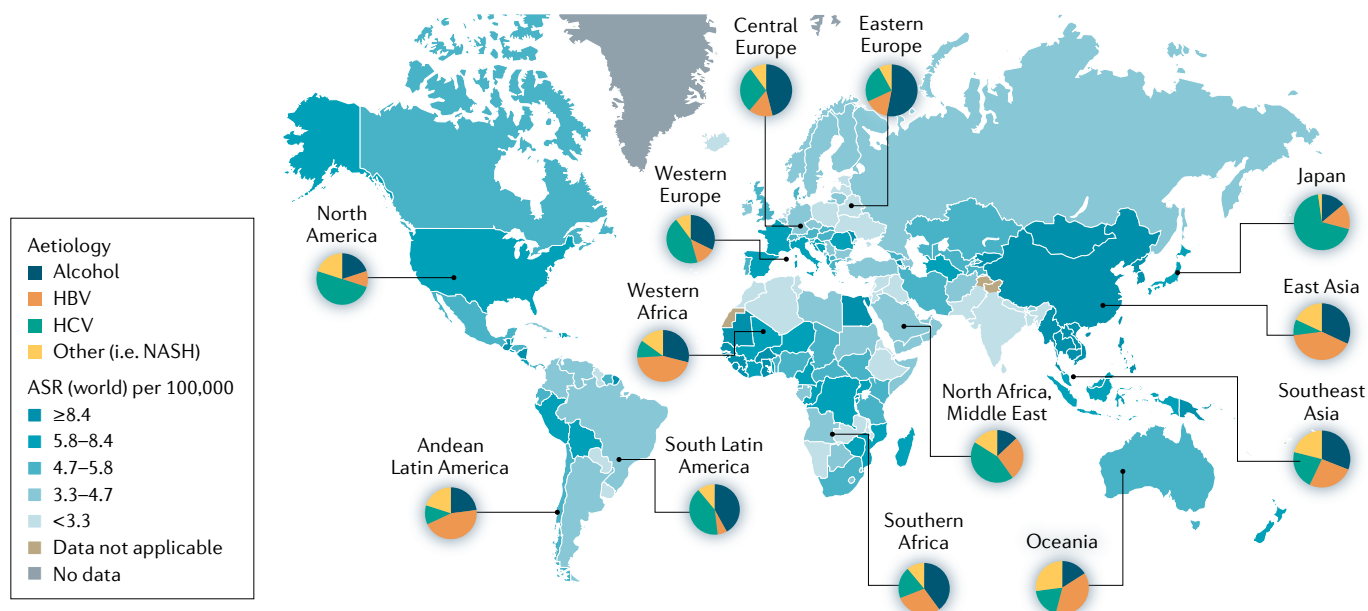 Central
Europe
Eastern
Europe
Western
Europe
Japan
North
America
Western
Africa
East Asia
North Africa,
Middle East
Southeast
Asia
Andean
Latin America
South Latin
America
Southern
Africa
Oceania
Aetiology
Alcohol
HBV
HCV
Other (i.e. NASH)
ASR (world) per 100,000
≥8.4
5.8–8.4
4.7–5.8
3.3–4.7
<3.3
Data not applicable
No data